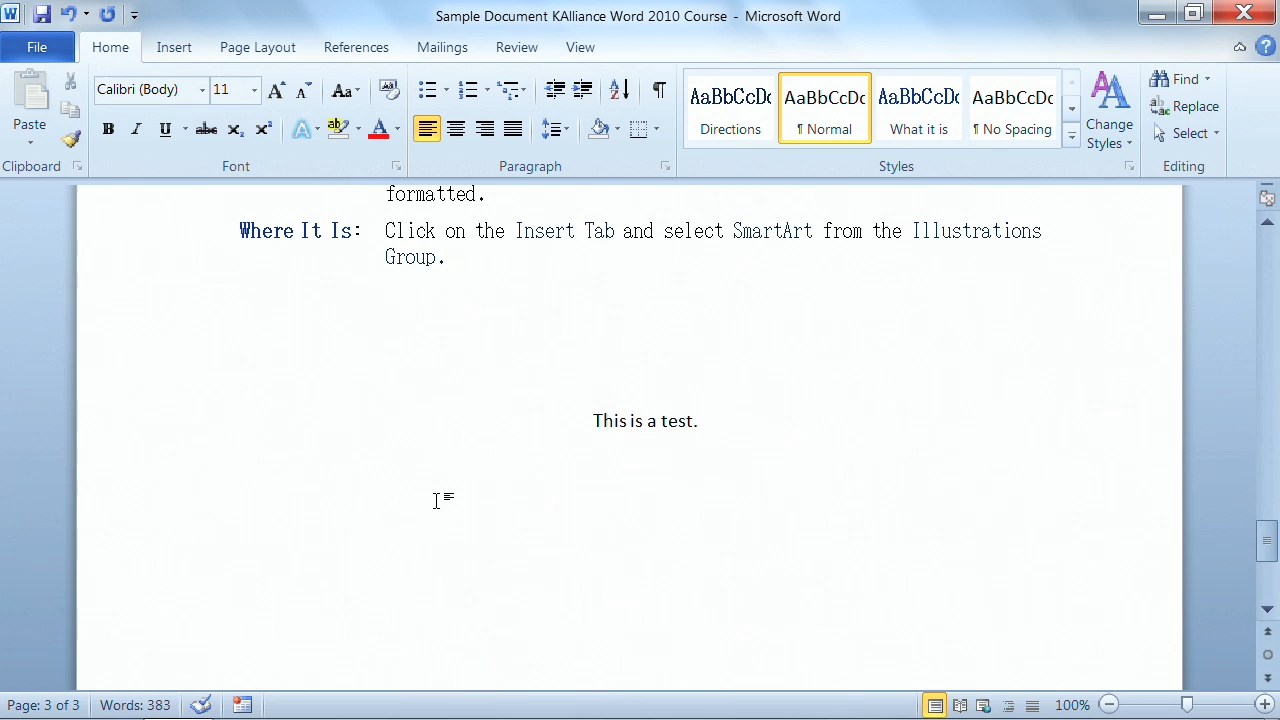 Sample Document KAlliance Word 2010 Course - Microsoft Word
File Home Insert Page Layout References Mailings Review View
Paste
Clipboard
Calibri (Body) 11
Font
Paragraph
AaBbCcDc AaBbCcDc AaBbCcDc AaBbCcDc
Directions ¶ Normal What it is ¶ No Spacing
Styles
Change
Styles
Find
Replace
Select
Editing
formatted.
Where It Is: Click on the Insert Tab and select SmartArt from the Illustrations
Group.
This is a test.
Page: 3 of 3 Words: 383 100%